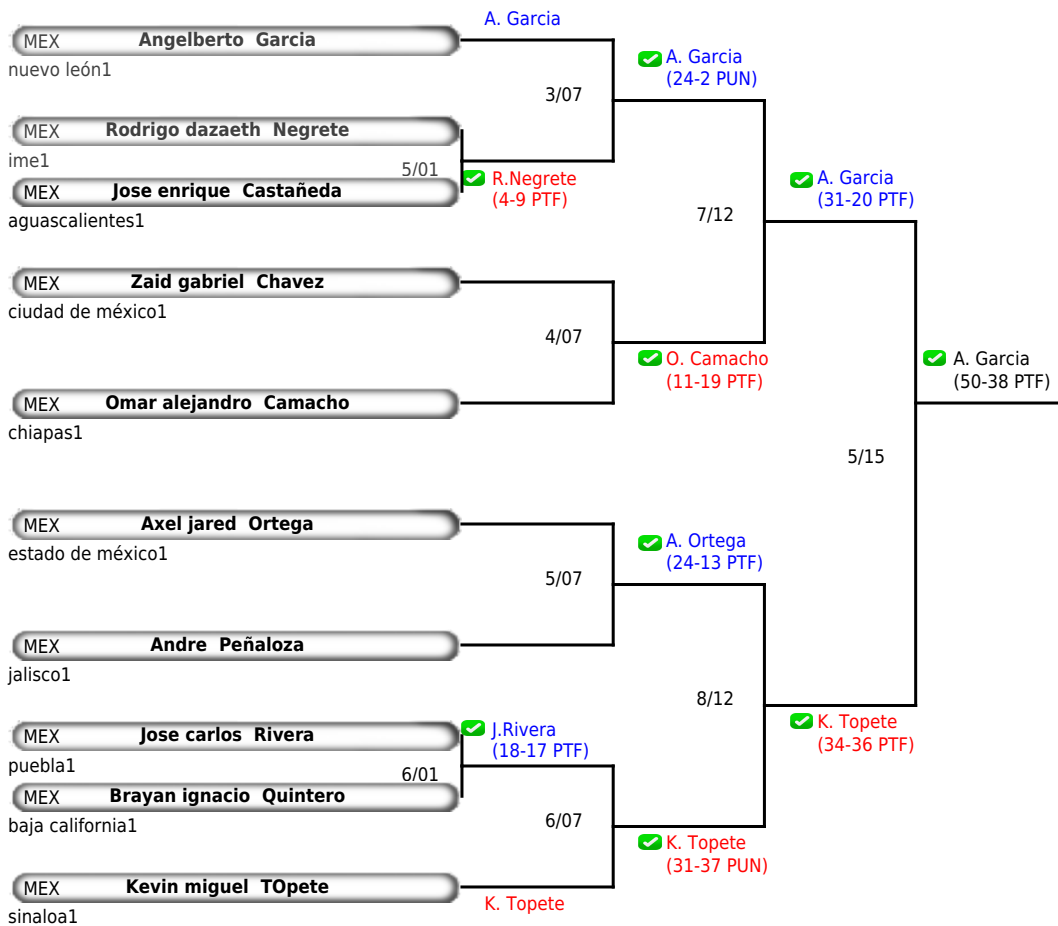 A. Garcia
MEX Angelberto Garcia
nuevo león1
A. Garcia
(24-2 PUN)
3/07
MEX Rodrigo dazaeth Negrete
ime1
5/01
R.Negrete
(4-9 PTF)
MEX Jose enrique Castañeda
aguascalientes1
A. Garcia
(31-20 PTF)
7/12
MEX Zaid gabriel Chavez
ciudad de méxico1
4/07
O. Camacho
(11-19 PTF)
A. Garcia
(50-38 PTF)
MEX Omar alejandro Camacho
chiapas1
5/15
MEX Axel jared Ortega
estado de méxico1
A. Ortega
(24-13 PTF)
5/07
MEX Andre Peñaloza
jalisco1
8/12
K. Topete
(34-36 PTF)
MEX Jose carlos Rivera
puebla1
J.Rivera
(18-17 PTF)
6/01
MEX Brayan ignacio Quintero
baja california1
6/07
K. Topete
(31-37 PUN)
MEX Kevin miguel TOpete
sinaloa1
K. Topete